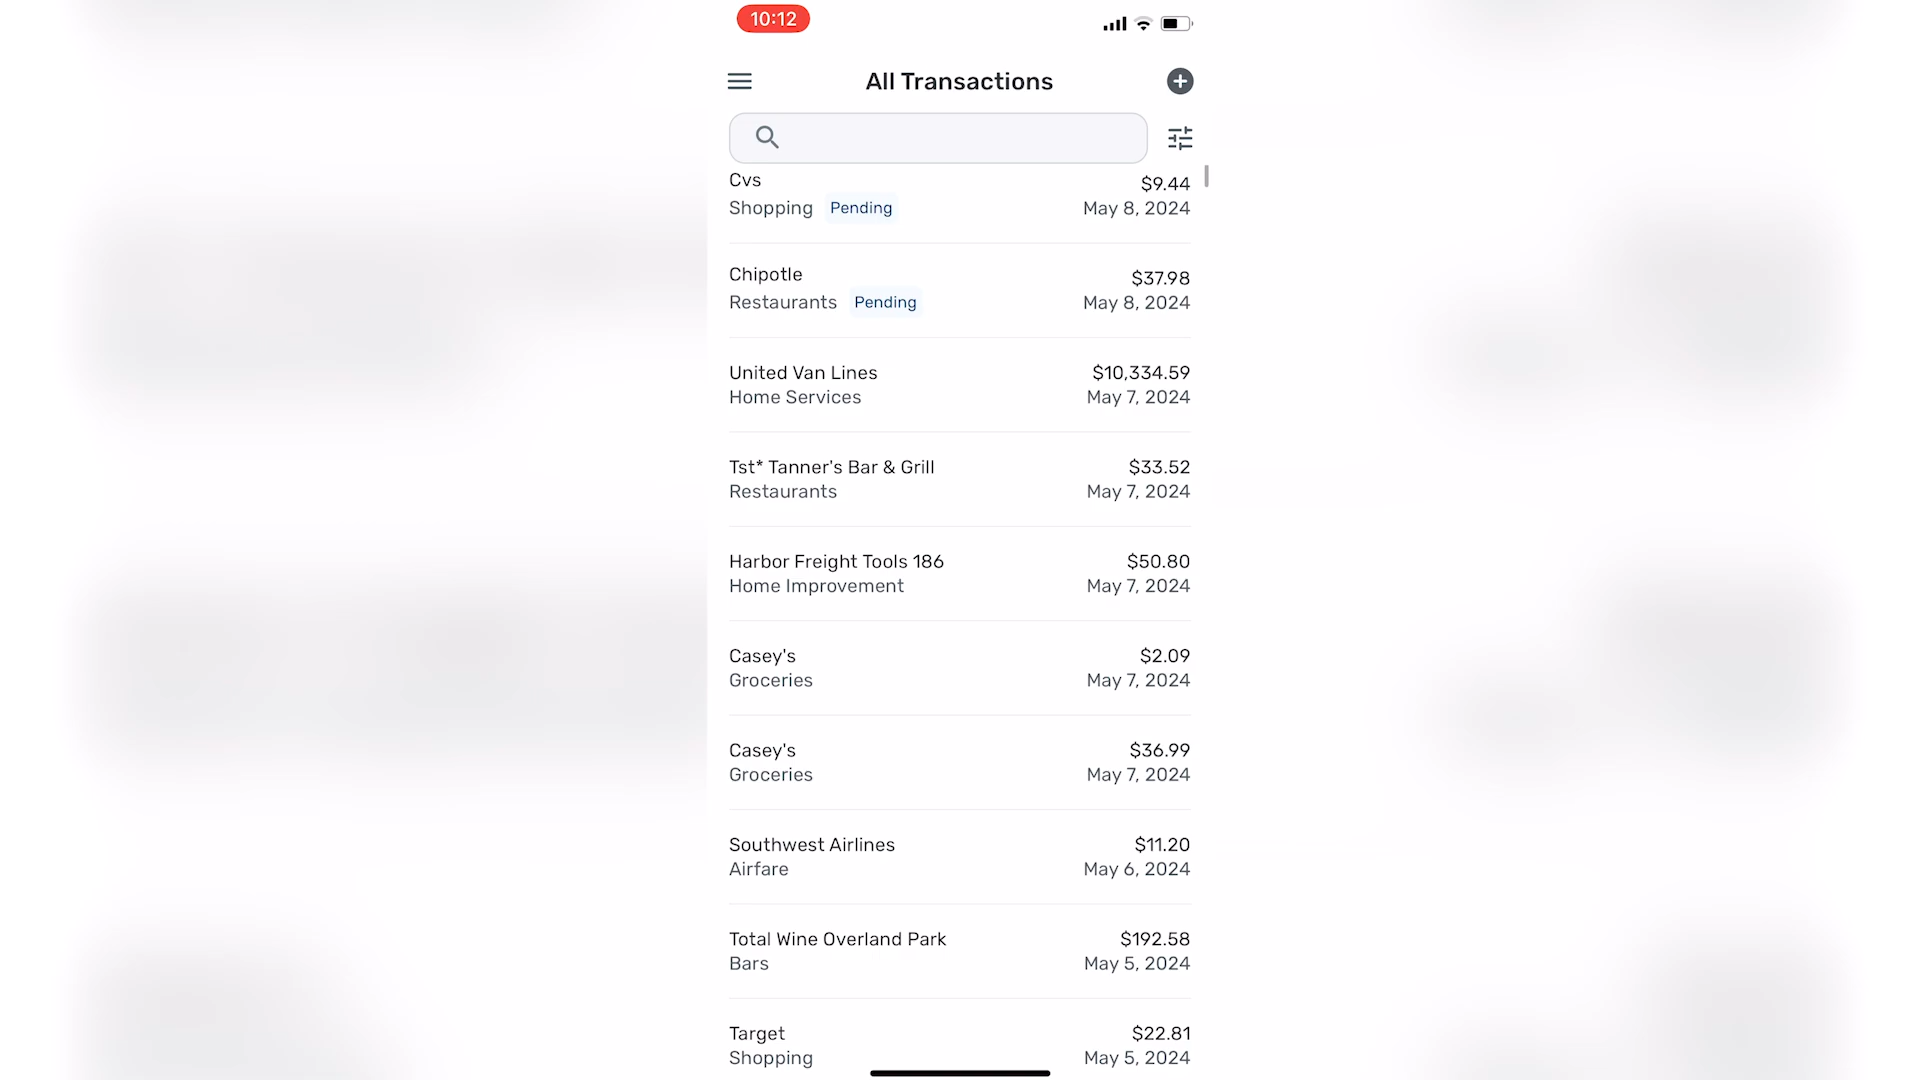 10:12
All Transactions
Cvs $9.44
Shopping Pending May 8, 2024
Chipotle $37.98
Restaurants Pending May 8, 2024
United Van Lines $10,334.59
Home Services May 7, 2024
Tst* Tanner's Bar & Grill $33.52
Restaurants May 7, 2024
Harbor Freight Tools 186 $50.80
Home Improvement May 7, 2024
Casey's $2.09
Groceries May 7, 2024
Casey's $36.99
Groceries May 7, 2024
Southwest Airlines $11.20
Airfare May 6, 2024
Total Wine Overland Park $192.58
Bars May 5, 2024
Target $22.81
Shopping May 5, 2024